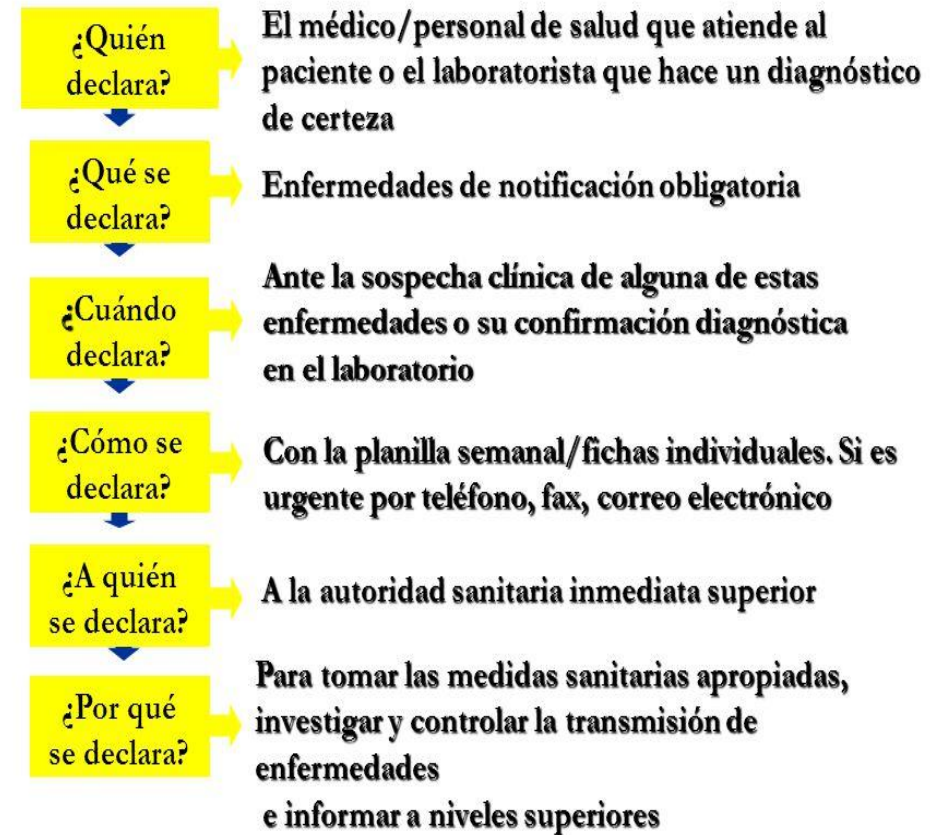 ¿Quién
declara?
El médico/personal de salud que atiende al
paciente o el laboratorista que hace un diagnóstico
de certeza
¿Qué se
declara?
Enfermedades de notificación obligatoria
¿Cuándo
declara?
Ante la sospecha clínica de alguna de estas
enfermedades o su confirmación diagnóstica
en el laboratorio
¿Cómo se
declara?
Con la planilla semanal/fichas individuales. Si es
urgente por teléfono, fax, correo electrónico
¿A quién
se declara?
A la autoridad sanitaria inmediata superior
¿Por qué
se declara?
Para tomar las medidas sanitarias apropiadas,
investigar y controlar la transmisión de
enfermedades
e informar a niveles superiores